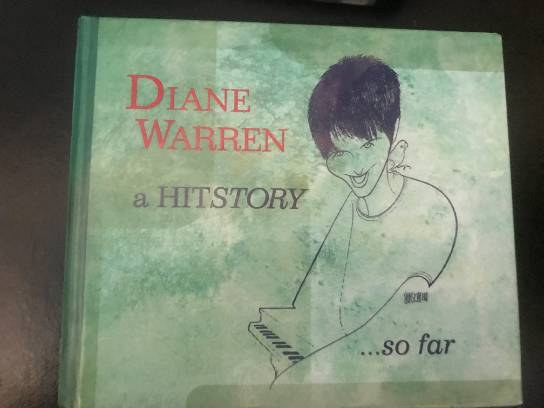 DIANE
WARREN
a HITSTORY
...so far